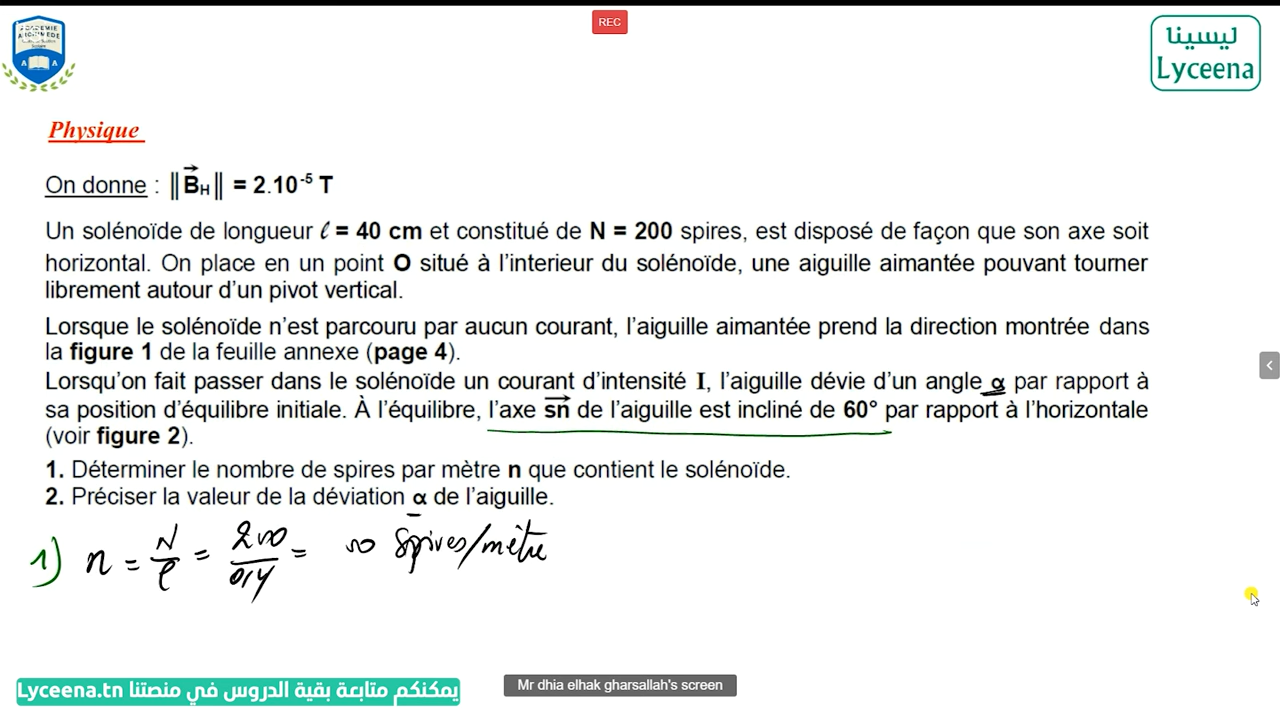 REC
ACADEMIE
ARCHIMEDE
A A
ليسينا
Lyceena
Physique
On donne : ‖B⃗H‖ = 2.10⁻⁵ T
Un solénoïde de longueur ℓ = 40 cm et constitué de N = 200 spires, est disposé de façon que son axe soit
horizontal. On place en un point O situé à l'interieur du solénoïde, une aiguille aimantée pouvant tourner
librement autour d'un pivot vertical.
Lorsque le solénoïde n'est parcouru par aucun courant, l'aiguille aimantée prend la direction montrée dans
la figure 1 de la feuille annexe (page 4).
Lorsqu'on fait passer dans le solénoïde un courant d'intensité I, l'aiguille dévie d'un angle α par rapport à
sa position d'équilibre initiale. À l'équilibre, l'axe s⃗n de l'aiguille est incliné de 60° par rapport à l'horizontale
(voir figure 2).
1. Déterminer le nombre de spires par mètre n que contient le solénoïde.
2. Préciser la valeur de la déviation α de l'aiguille.
1) n = N/ℓ = 200/0,4 = spires/mètre
يمكنكم متابعة بقية الدروس في منصتنا Lyceena.tn
Mr dhia elhak gharsallah's screen